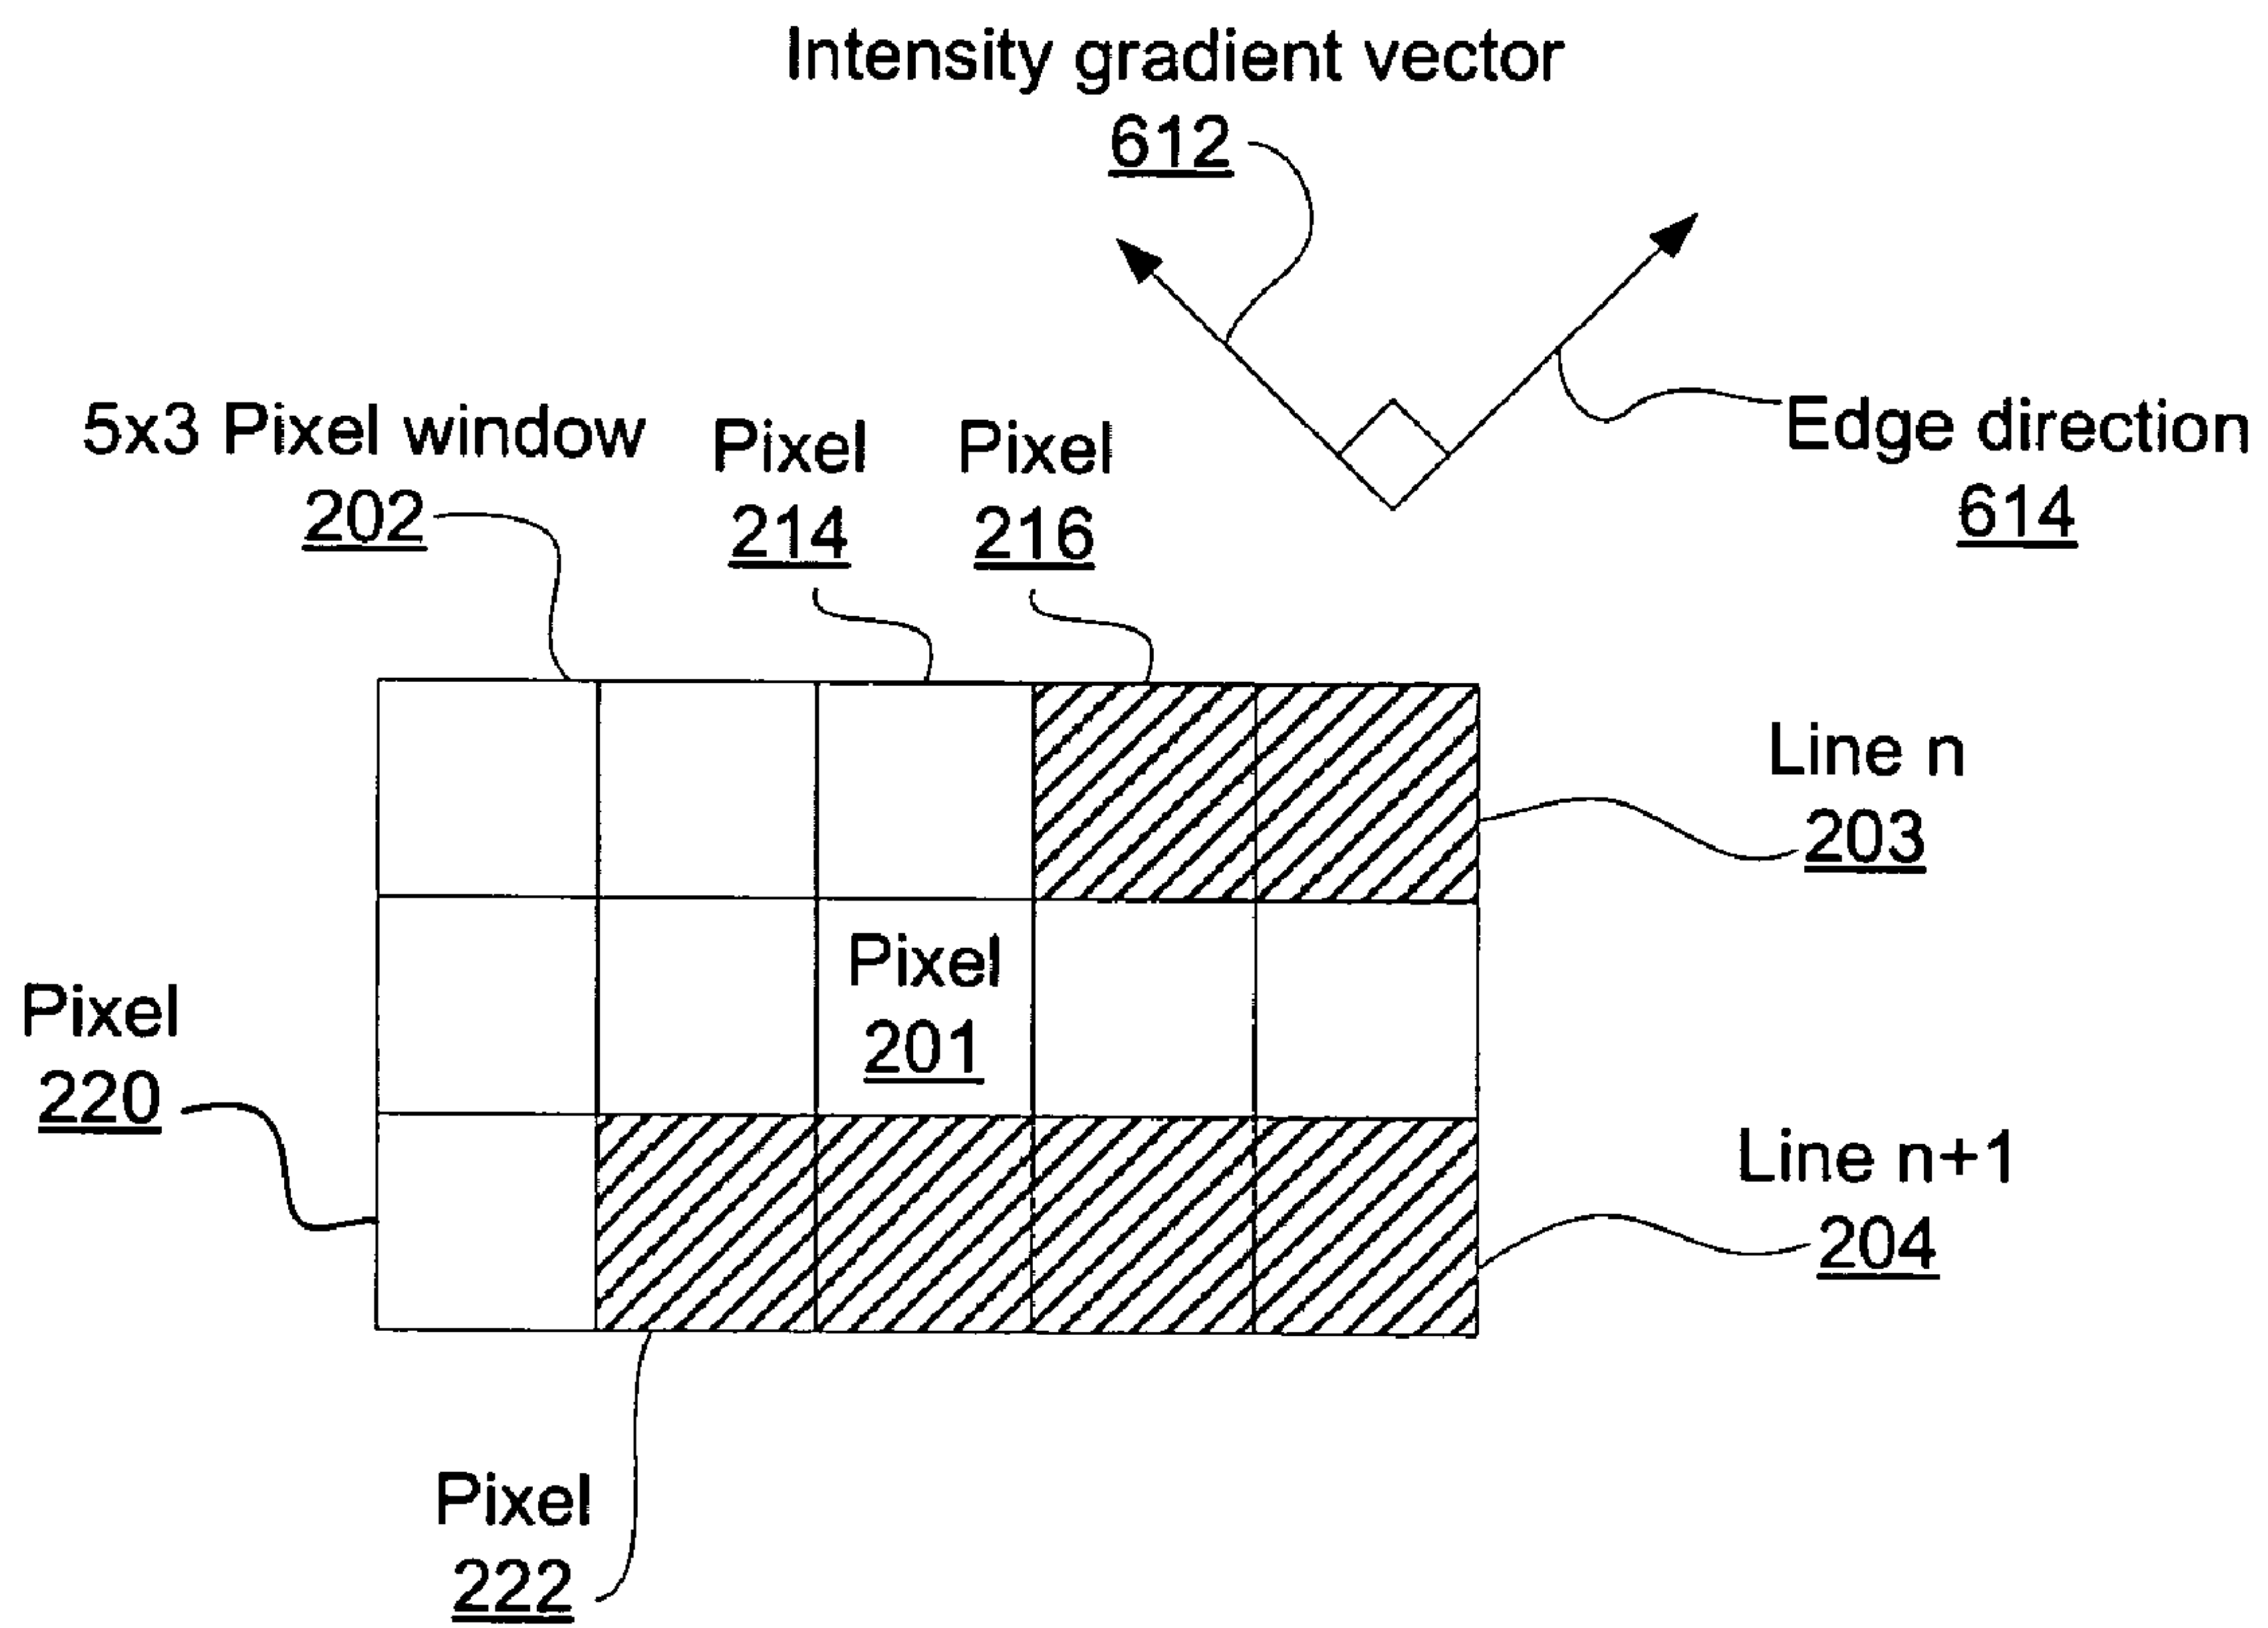 Intensity gradient vector
612
5x3 Pixel window
202
Pixel
214
Pixel
216
Edge direction
614
Line n
203
Pixel
201
Pixel
220
Line n+1
204
Pixel
222